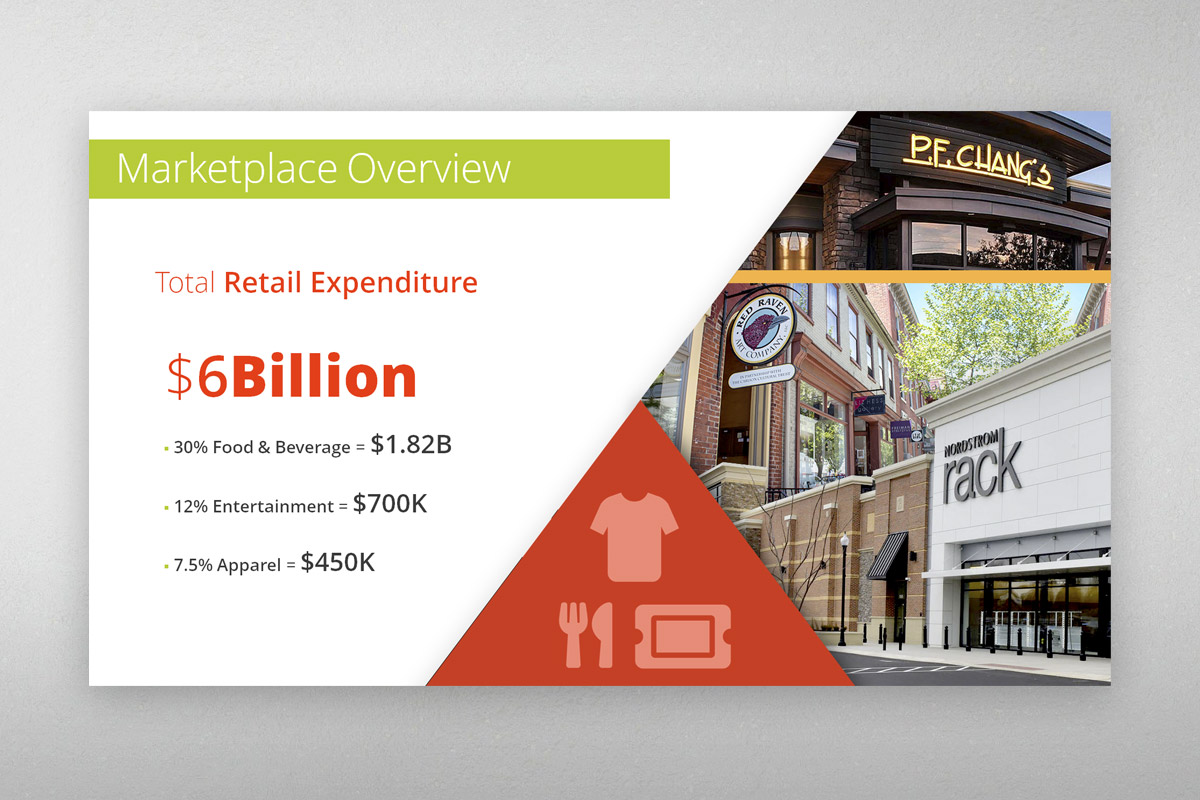 Marketplace Overview
Total Retail Expenditure
$6Billion
30% Food & Beverage = $1.82B
12% Entertainment = $700K
7.5% Apparel = $450K
P.F. CHANG'S
RED RAVEN
ART COMPANY
NORDSTROM
rack